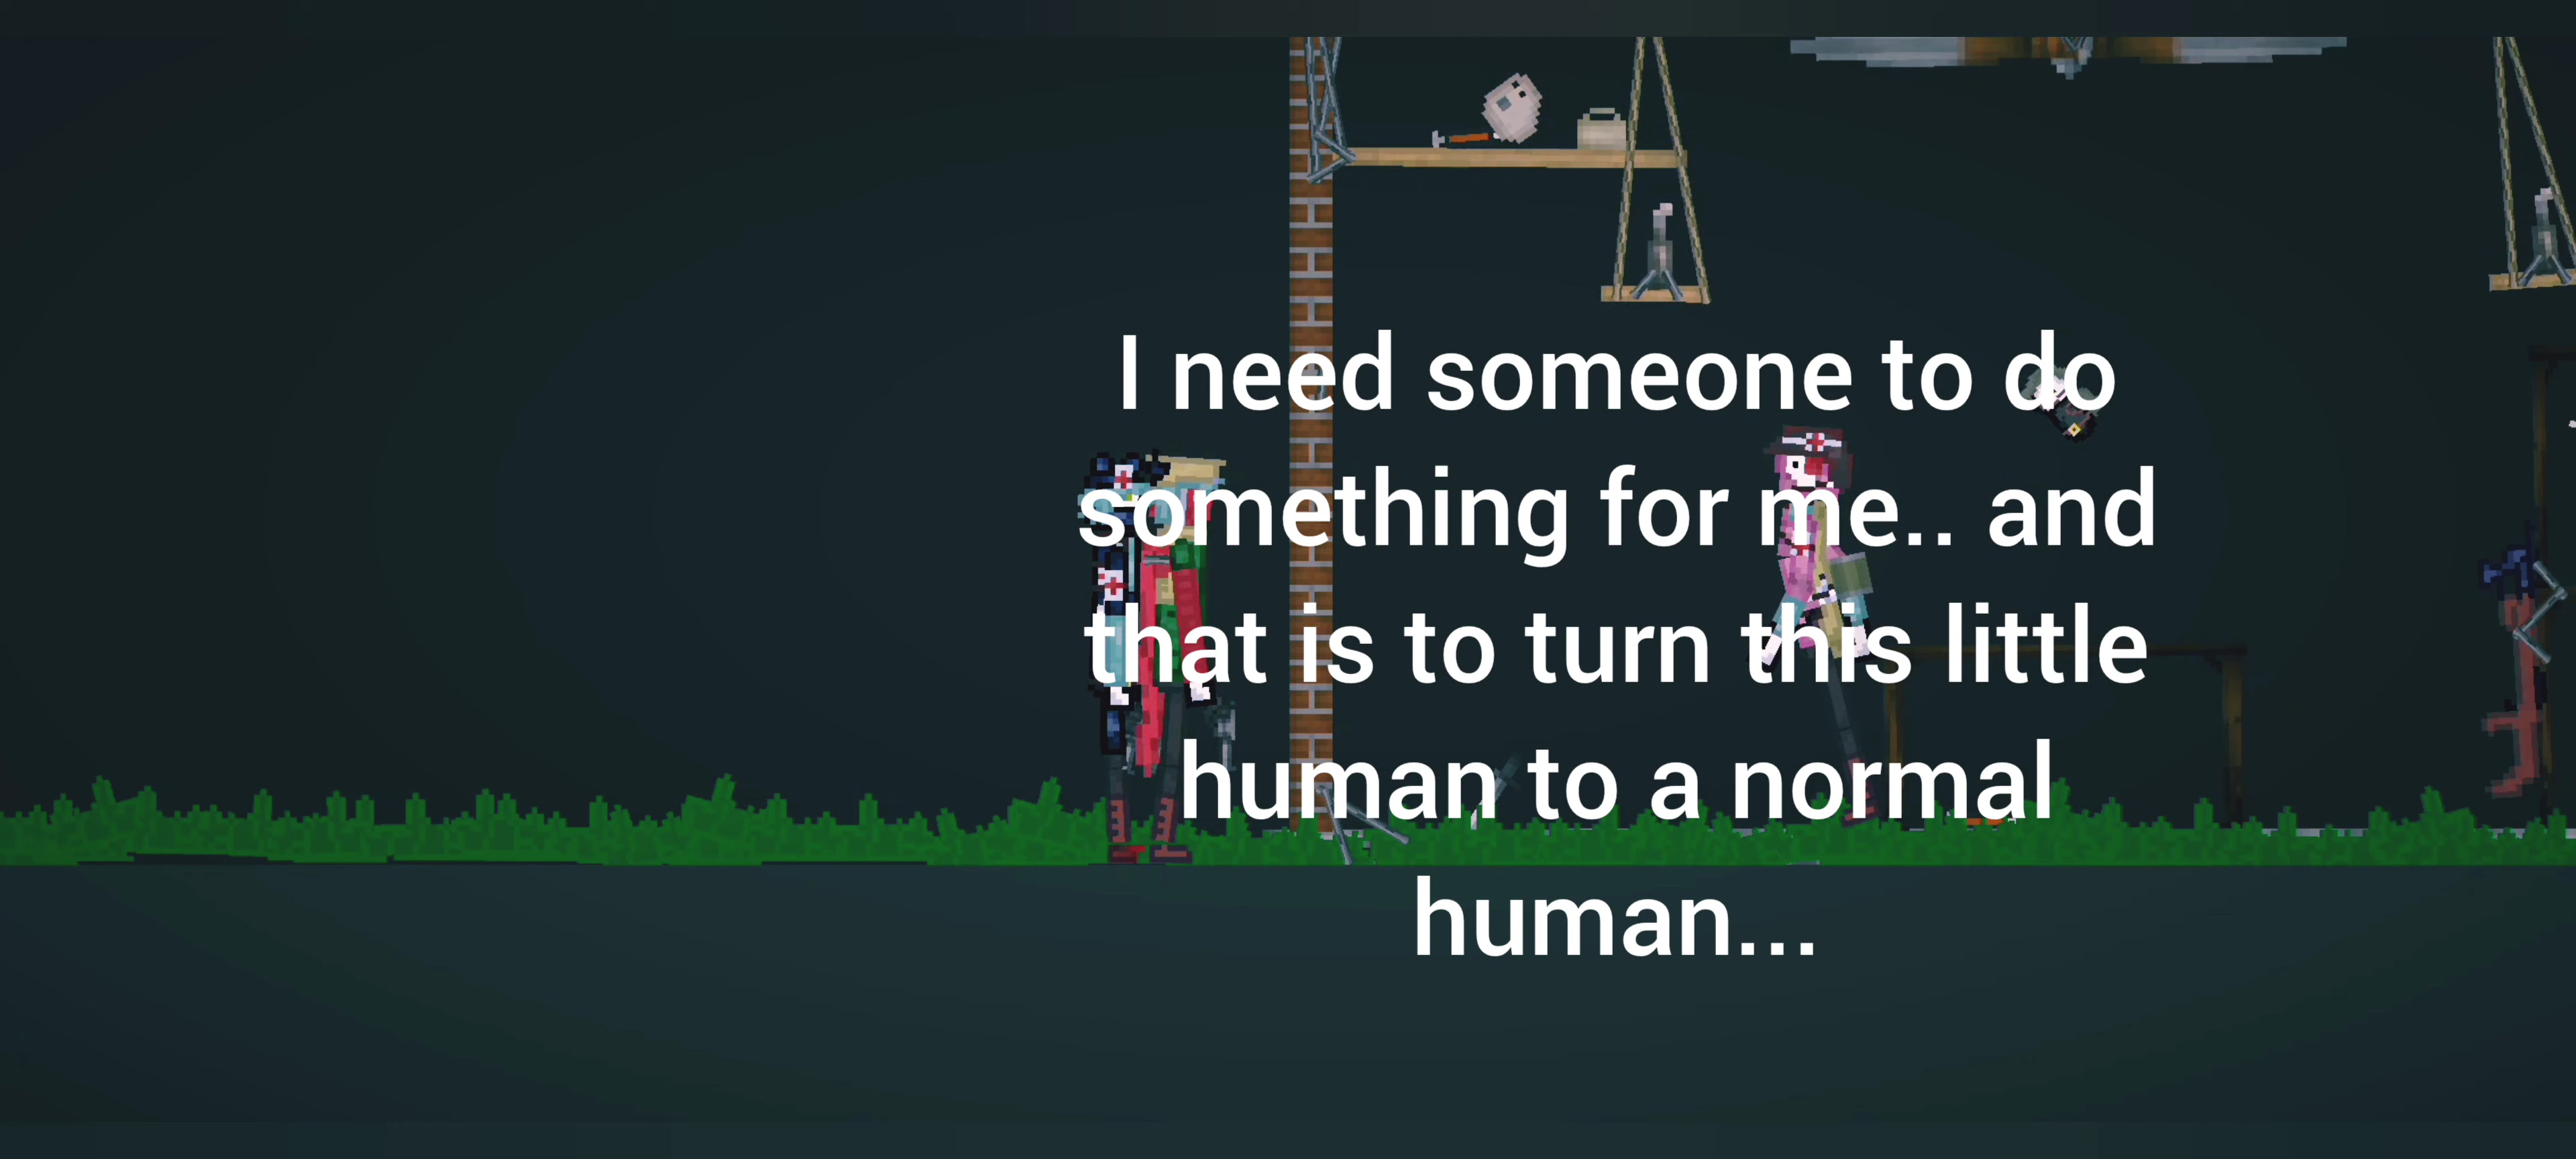 I need someone to do
something for me.. and
that is to turn this little
human to a normal
human...